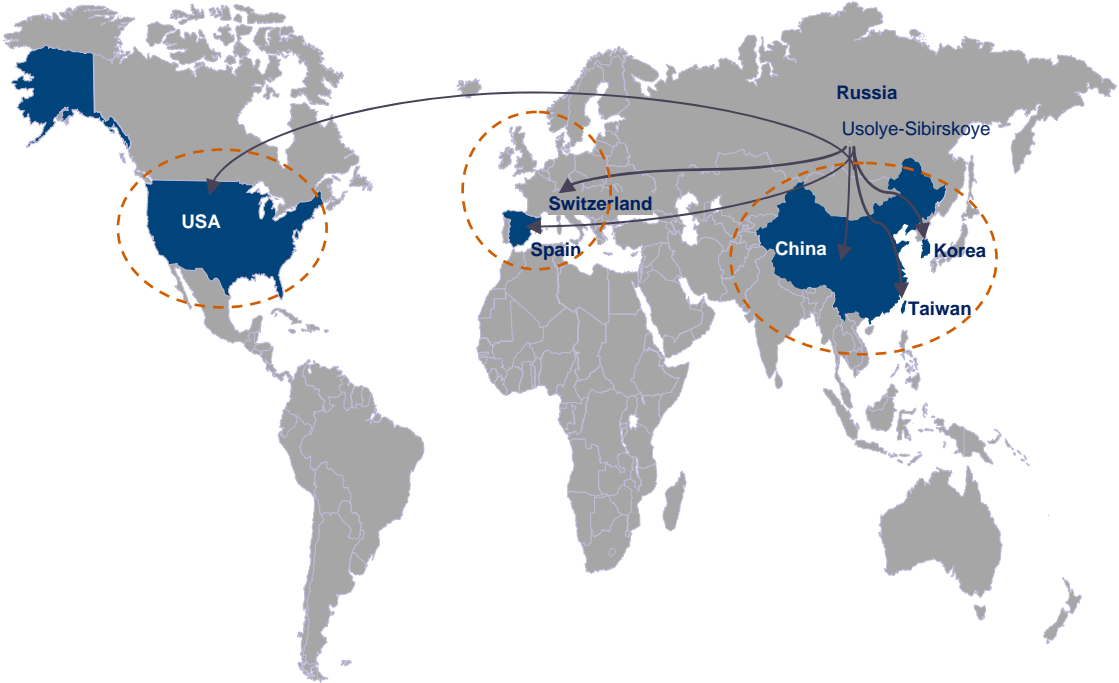 Russia
Usolye-Sibirskoye
USA
Switzerland
Spain
China
Korea
Taiwan